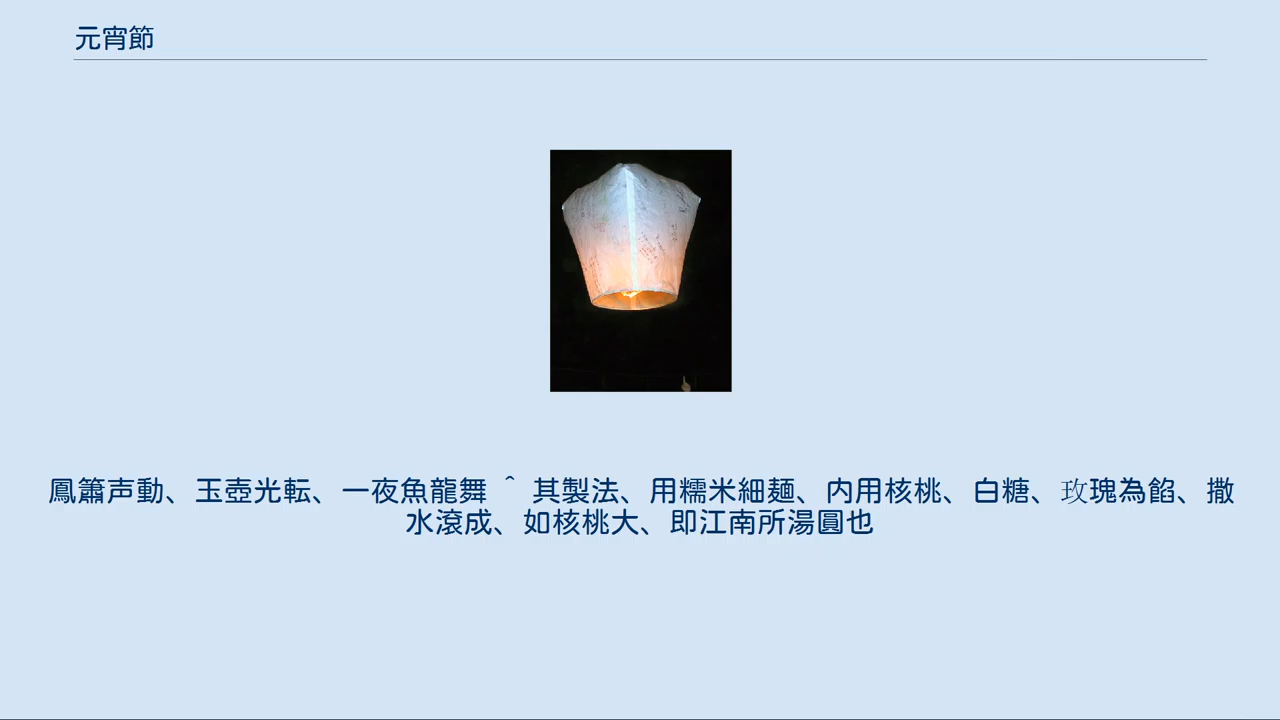 元宵節
鳳簫声動、玉壺光転、一夜魚龍舞 ^ 其製法、用糯米細麺、内用核桃、白糖、玫瑰為餡、撒
水滾成、如核桃大、即江南所湯圓也